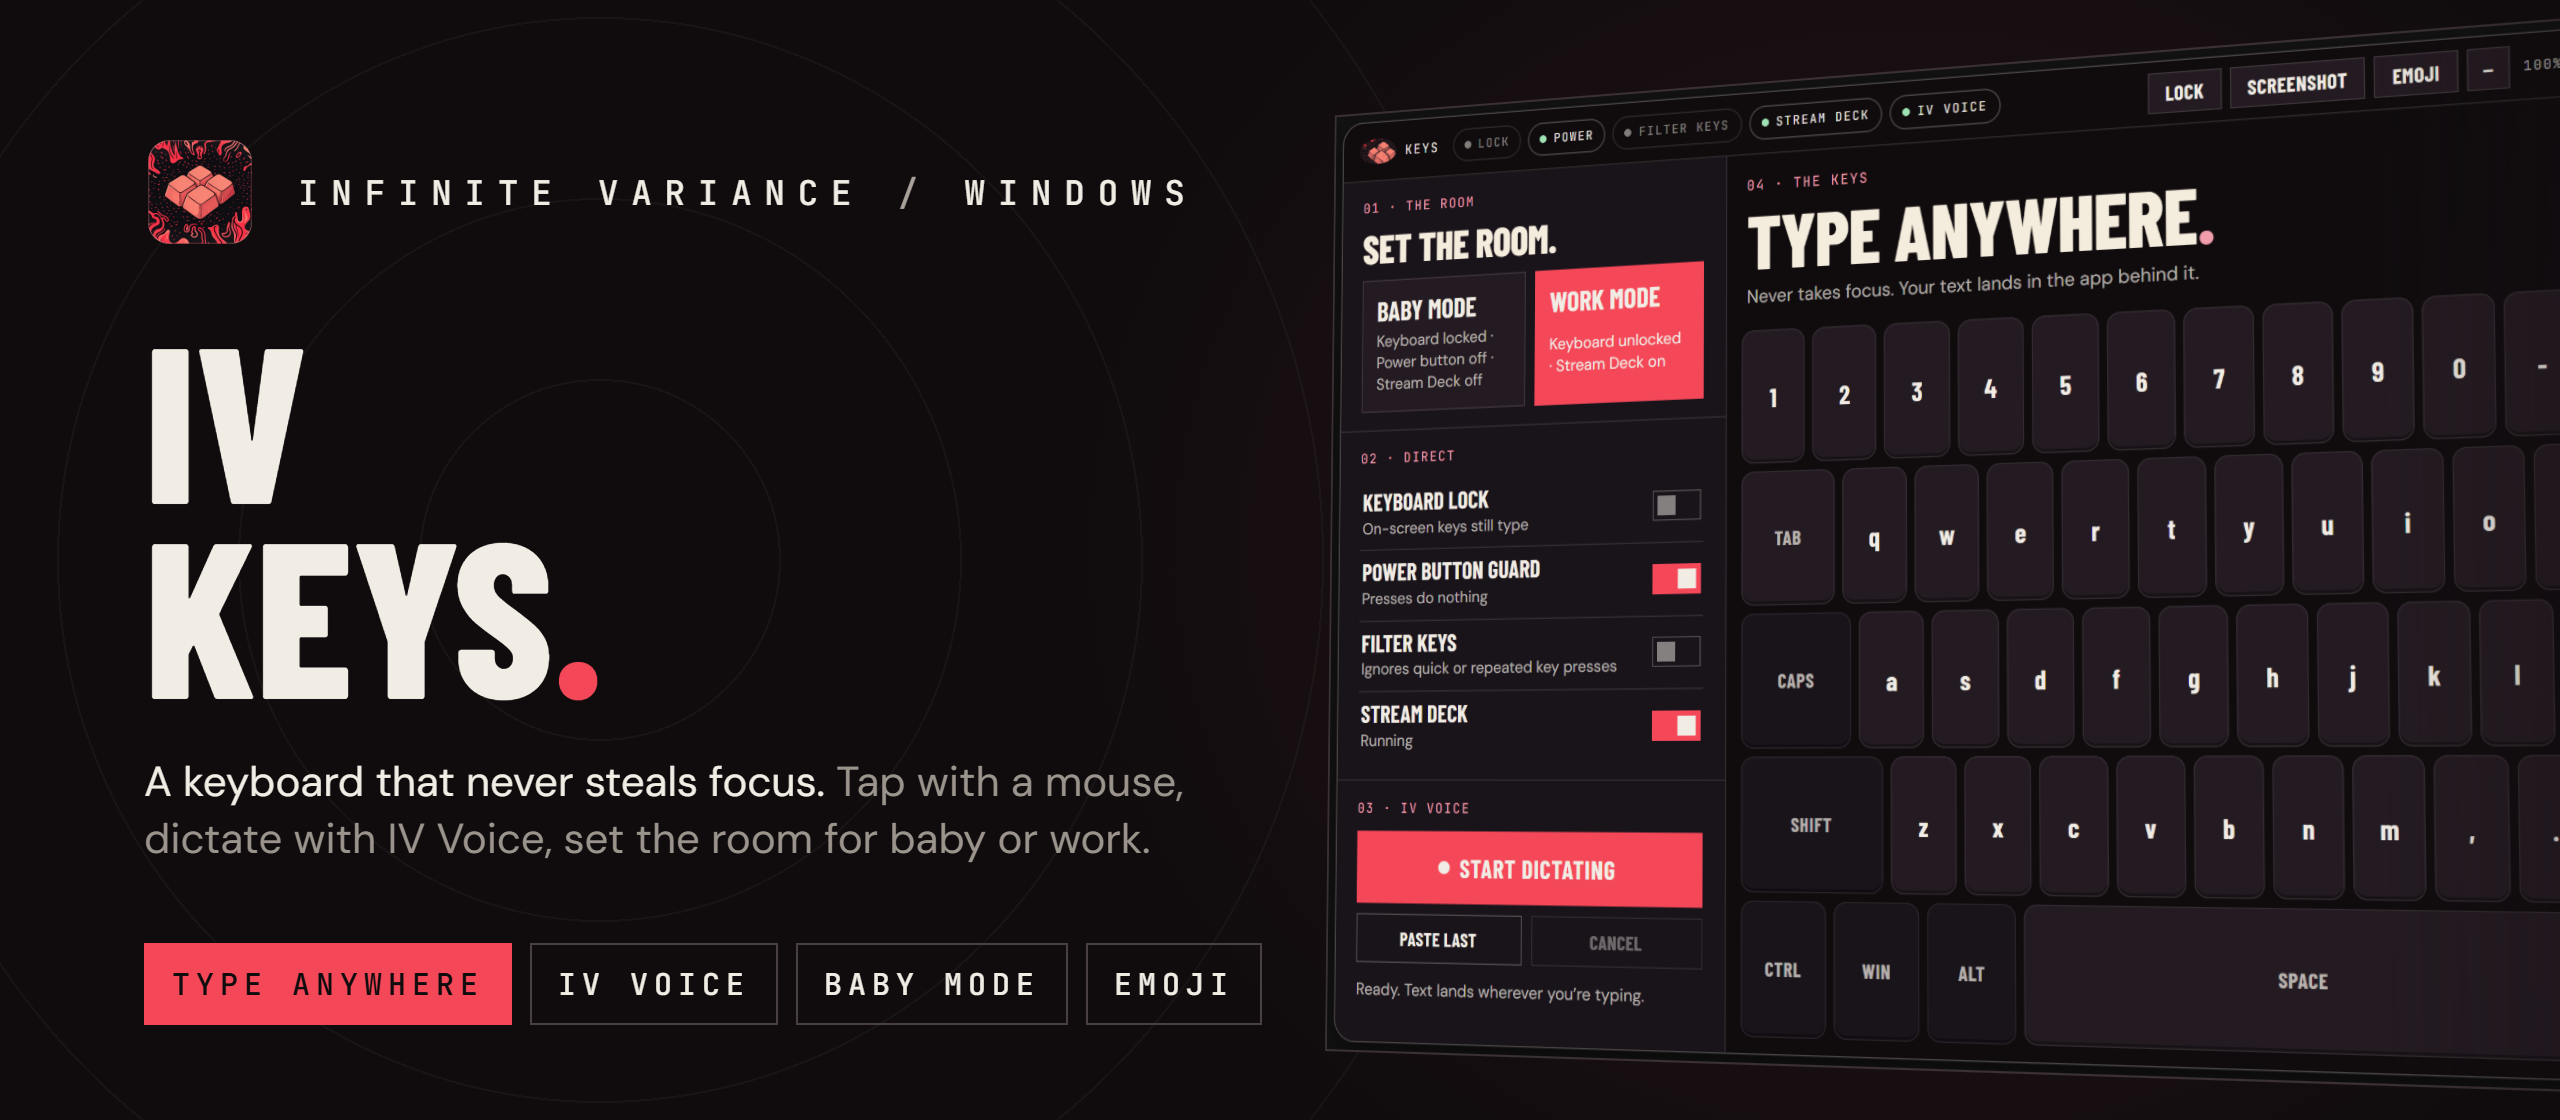 INFINITE VARIANCE / WINDOWS
IV
KEYS.
A keyboard that never steals focus. Tap with a mouse,
dictate with IV Voice, set the room for baby or work.
TYPE ANYWHERE
IV VOICE
BABY MODE
EMOJI
KEYS
LOCK
POWER
FILTER KEYS
STREAM DECK
IV VOICE
LOCK
SCREENSHOT
EMOJI
–
100%
01 · THE ROOM
SET THE ROOM.
BABY MODE
Keyboard locked ·
Power button off ·
Stream Deck off
WORK MODE
Keyboard unlocked
· Stream Deck on
02 · DIRECT
KEYBOARD LOCK
On-screen keys still type
POWER BUTTON GUARD
Presses do nothing
FILTER KEYS
Ignores quick or repeated key presses
STREAM DECK
Running
03 · IV VOICE
START DICTATING
PASTE LAST
CANCEL
Ready. Text lands wherever you're typing.
04 · THE KEYS
TYPE ANYWHERE.
Never takes focus. Your text lands in the app behind it.
1 2 3 4 5 6 7 8 9 0 -
TAB q w e r t y u i o
CAPS a s d f g h j k l
SHIFT z x c v b n m , .
CTRL WIN ALT SPACE